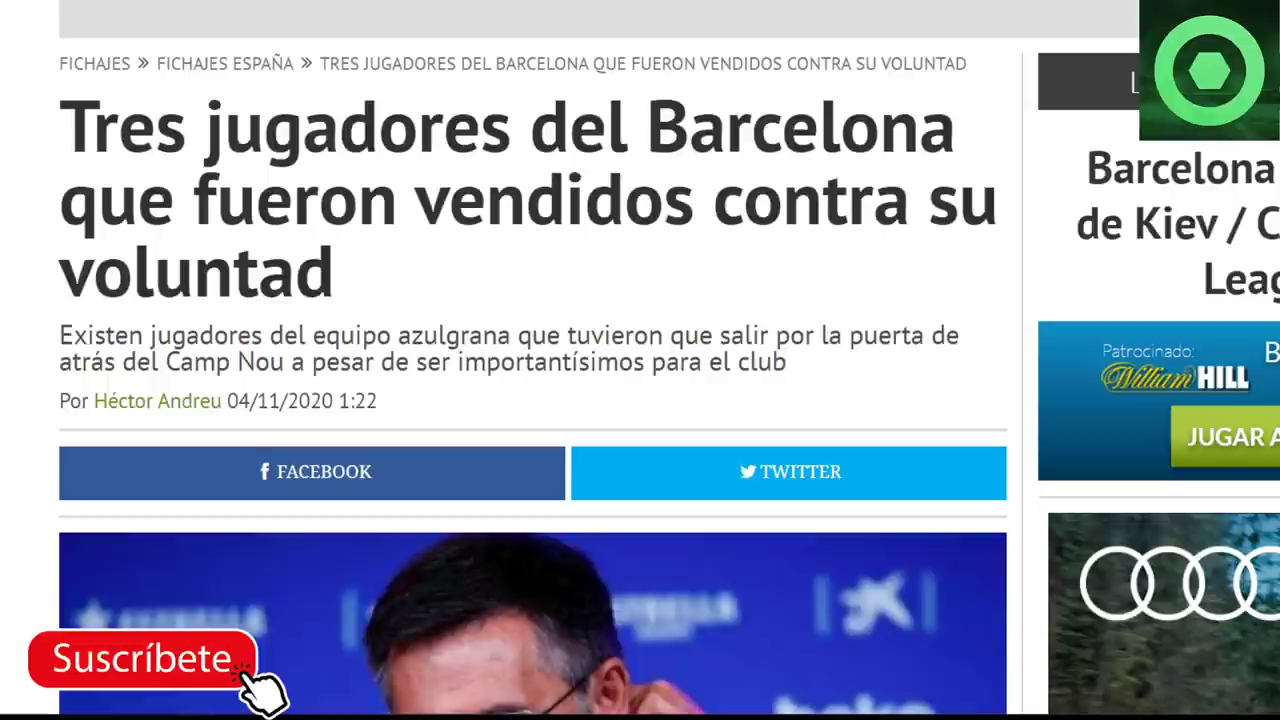 FICHAJES » FICHAJES ESPAÑA » TRES JUGADORES DEL BARCELONA QUE FUERON VENDIDOS CONTRA SU VOLUNTAD
Tres jugadores del Barcelona
que fueron vendidos contra su
voluntad
Existen jugadores del equipo azulgrana que tuvieron que salir por la puerta de
atrás del Camp Nou a pesar de ser importantísimos para el club
Por Héctor Andreu 04/11/2020 1:22
FACEBOOK
TWITTER
Barcelona
de Kiev / C
Leag
Patrocinado:
William HILL
B
JUGAR A
Suscríbete